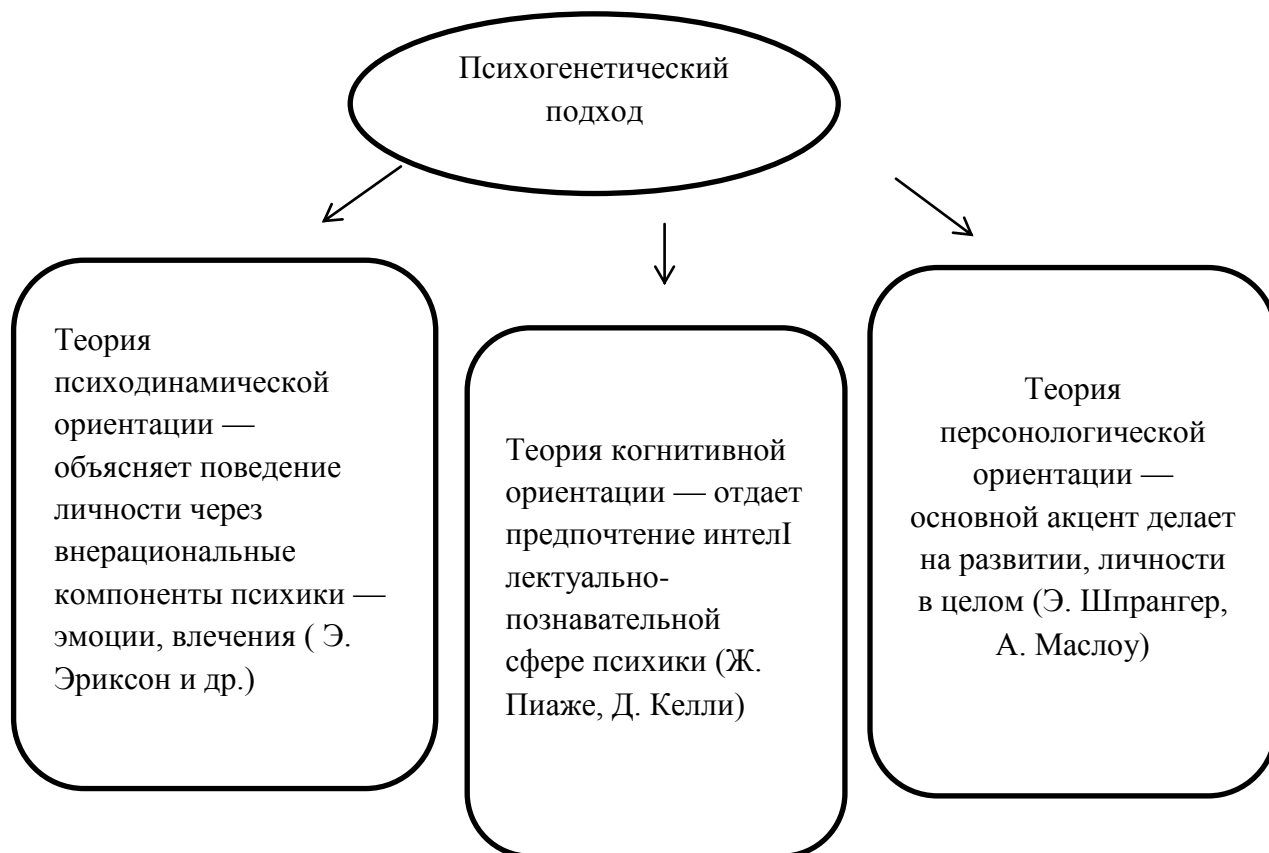 Психогенетический
подход
Теория
психодинамической
ориентации —
объясняет поведение
личности через
внерациональные
компоненты психики —
эмоции, влечения ( Э.
Эриксон и др.)
Теория когнитивной
ориентации — отдает
предпочтение интелI
лектуально-
познавательной
сфере психики (Ж.
Пиаже, Д. Келли)
Теория
персонологической
ориентации —
основной акцент делает
на развитии, личности
в целом (Э. Шпрангер,
А. Маслоу)